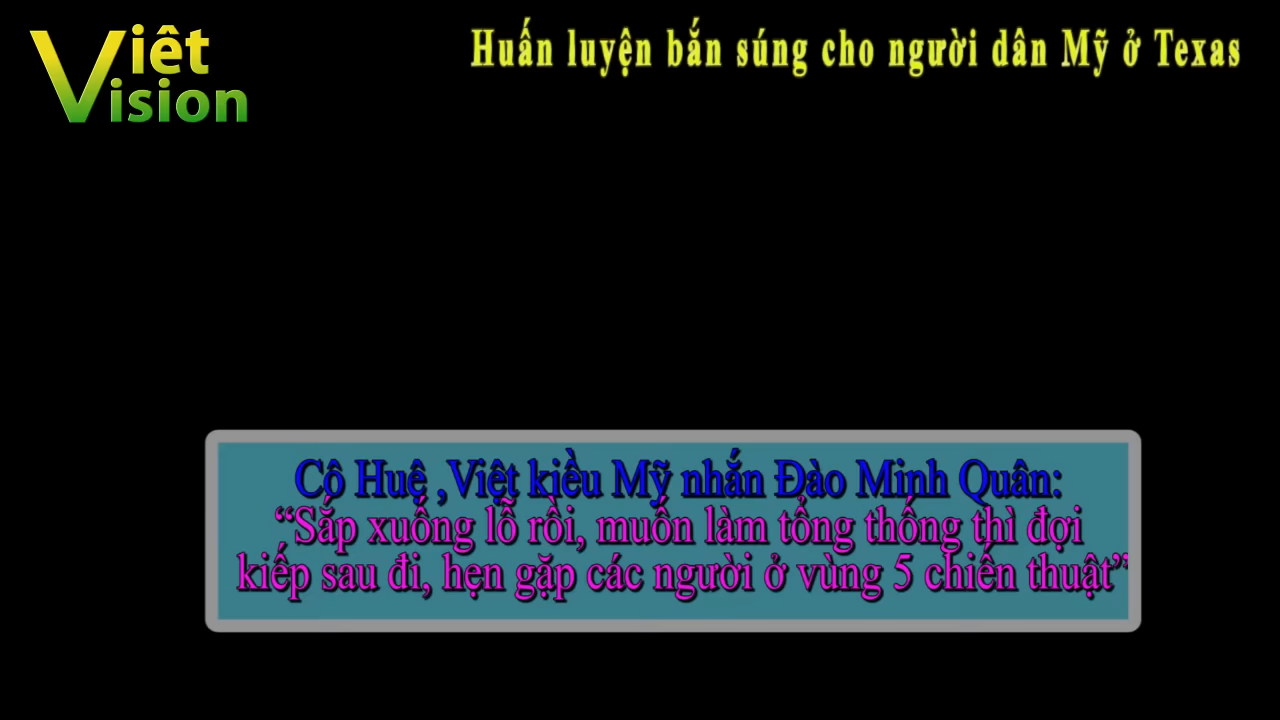 Việt
Vision
Huấn luyện bắn súng cho người dân Mỹ ở Texas
Cô Huệ ,Việt kiều Mỹ nhắn Đào Minh Quân:
“Sắp xuống lỗ rồi, muốn làm tổng thống thì đợi
kiếp sau đi, hẹn gặp các người ở vùng 5 chiến thuật”